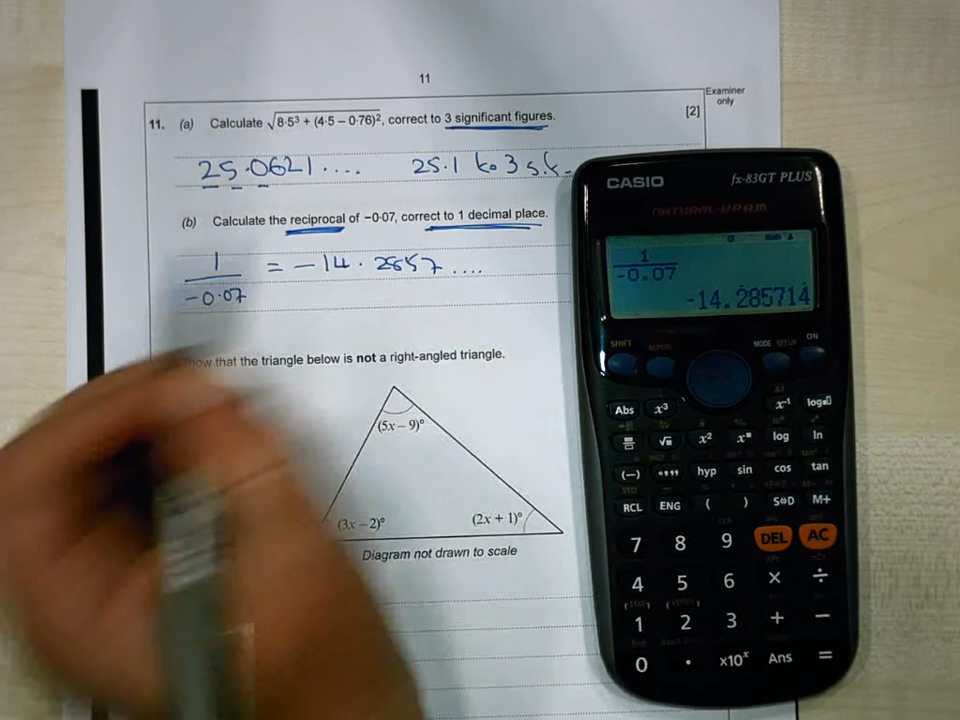 11
Examiner
only
11. (a) Calculate √8·5³ + (4·5 – 0·76)², correct to 3 significant figures. [2]
25.0621.... 25.1 to 3 s.f.
(b) Calculate the reciprocal of –0·07, correct to 1 decimal place.
1
-0.07
= -14.2857....
how that the triangle below is not a right-angled triangle.
(5x – 9)°
(3x – 2)°
(2x + 1)°
Diagram not drawn to scale
CASIO fx-83GT PLUS
NATURAL-V.P.A.M.
Math ▲
1
-0.07
-14.285714
SHIFT ALPHA MODE SETUP ON
Abs x³ x⁻¹ log▯
√ x² log ln
(–) °,,, hyp sin cos tan
STO
RCL ENG ( ) S⇔D M+
7 8 9 DEL AC
4 5 6 × ÷
1 2 3 + −
0 . ×10ˣ Ans =